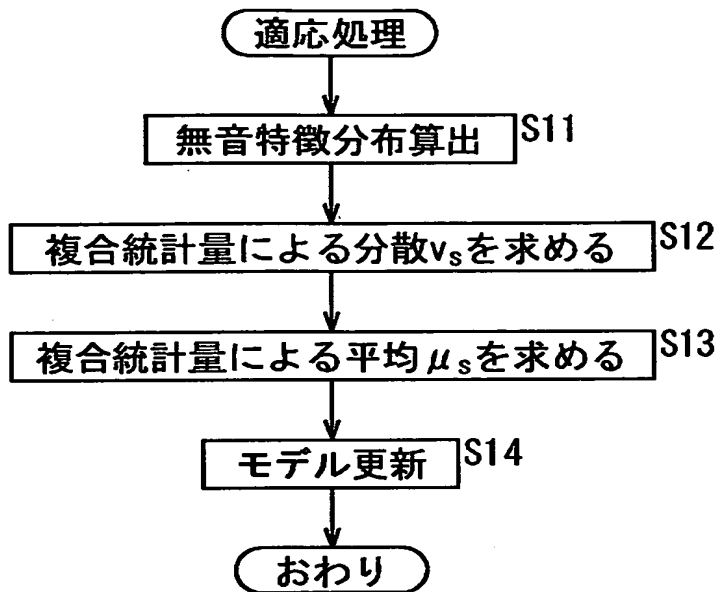 適応処理
無音特徴分布算出 S11
複合統計量による分散vsを求める S12
複合統計量による平均μsを求める S13
モデル更新 S14
おわり